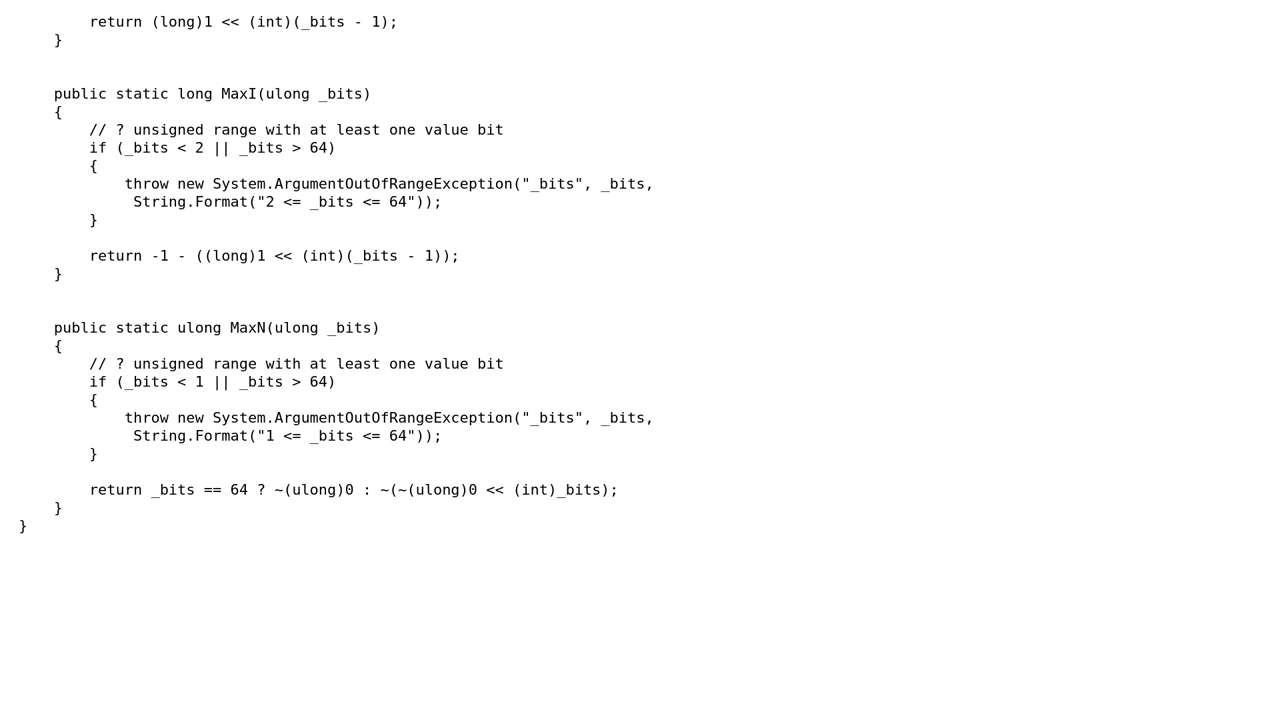 return (long)1 << (int)(_bits - 1);
    }
    public static long MaxI(ulong _bits)
    {
        // ? unsigned range with at least one value bit
        if (_bits < 2 || _bits > 64)
        {
            throw new System.ArgumentOutOfRangeException("_bits", _bits,
             String.Format("2 <= _bits <= 64"));
        }
        return -1 - ((long)1 << (int)(_bits - 1));
    }
    public static ulong MaxN(ulong _bits)
    {
        // ? unsigned range with at least one value bit
        if (_bits < 1 || _bits > 64)
        {
            throw new System.ArgumentOutOfRangeException("_bits", _bits,
             String.Format("1 <= _bits <= 64"));
        }
        return _bits == 64 ? ~(ulong)0 : ~(~(ulong)0 << (int)_bits);
    }
}